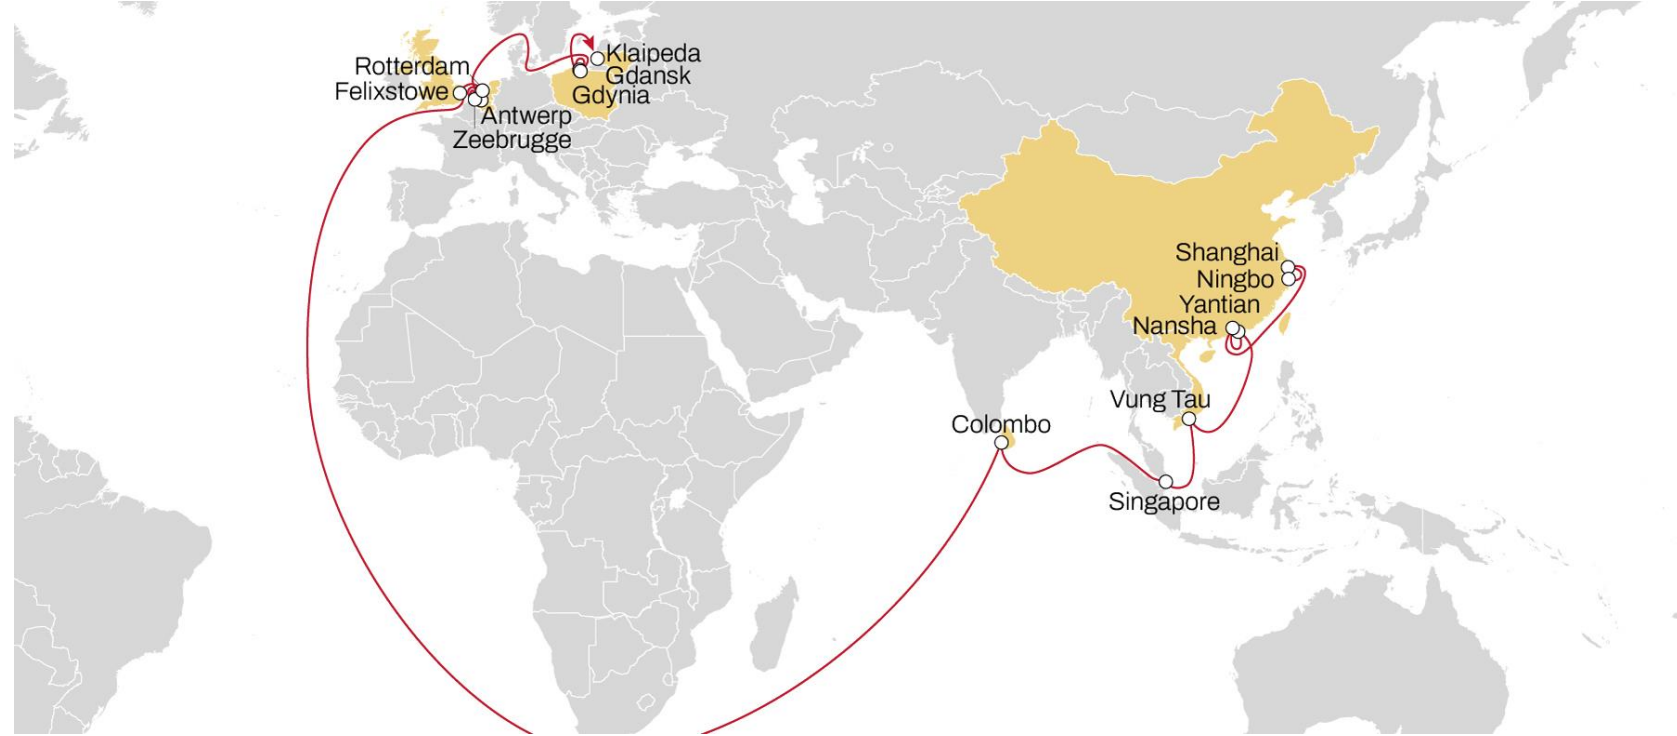 Klaipeda
Rotterdam
Gdansk
Felixstowe
Gdynia
Antwerp
Zeebrugge
Shanghai
Ningbo
Yantian
Nansha
Vung Tau
Colombo
Singapore